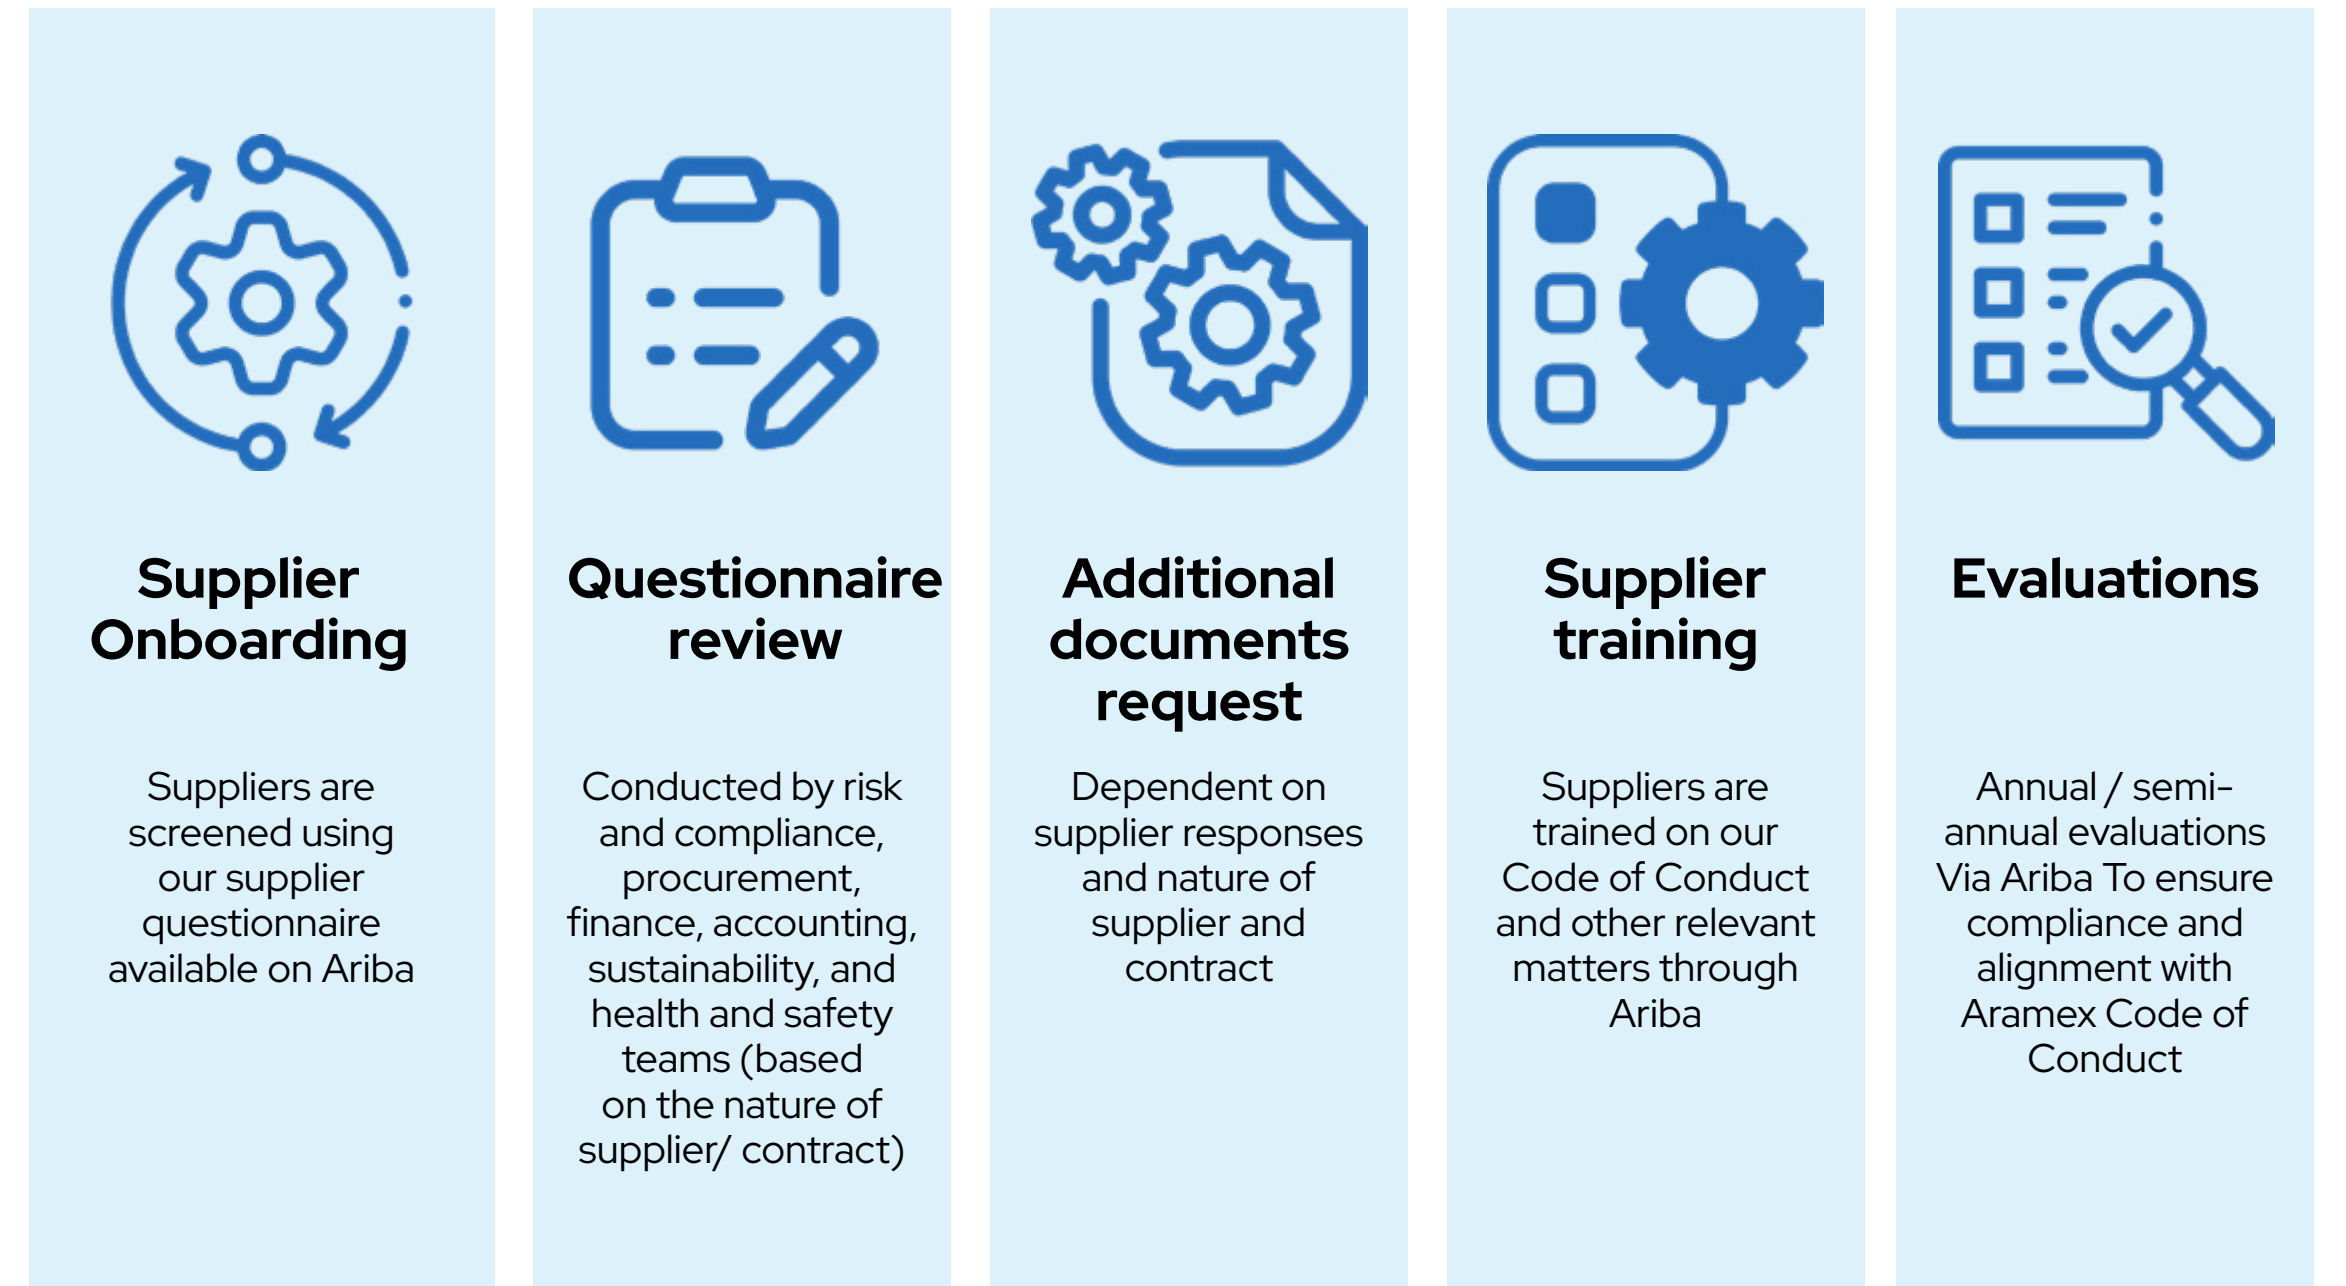 Supplier
Onboarding
Suppliers are
screened using
our supplier
questionnaire
available on Ariba
Questionnaire
review
Conducted by risk
and compliance,
procurement,
finance, accounting,
sustainability, and
health and safety
teams (based
on the nature of
supplier/ contract)
Additional
documents
request
Dependent on
supplier responses
and nature of
supplier and
contract
Supplier
training
Suppliers are
trained on our
Code of Conduct
and other relevant
matters through
Ariba
Evaluations
Annual / semi-
annual evaluations
Via Ariba To ensure
compliance and
alignment with
Aramex Code of
Conduct